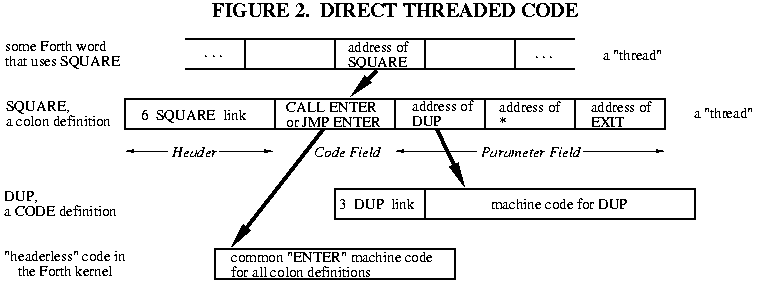 FIGURE 2.  DIRECT THREADED CODE
some Forth word
that uses SQUARE
. . .
address of
SQUARE
. . .
a "thread"
SQUARE,
a colon definition
6  SQUARE  link
CALL ENTER
or JMP ENTER
address of
DUP
address of
*
address of
EXIT
a "thread"
Header
Code Field
Parameter Field
DUP,
a CODE definition
3  DUP  link
machine code for DUP
"headerless" code in
the Forth kernel
common "ENTER" machine code
for all colon definitions